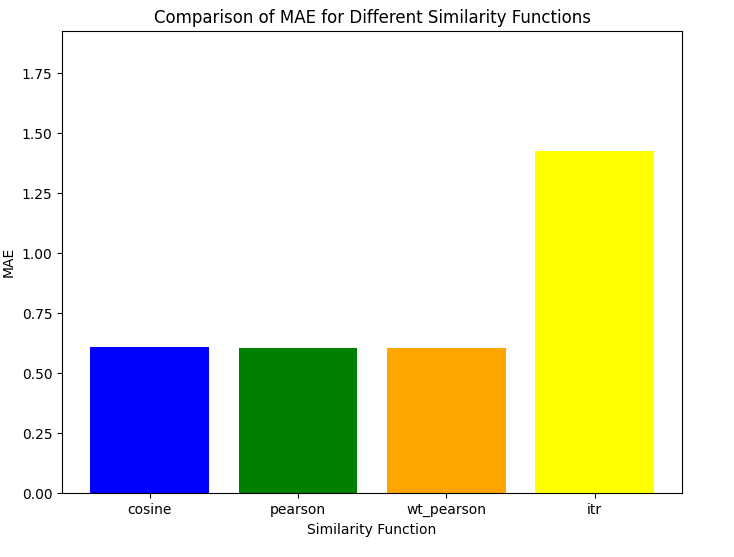 Comparison of MAE for Different Similarity Functions
1.75
1.50
1.25
1.00
0.75
0.50
0.25
0.00
MAE
cosine pearson wt_pearson itr
Similarity Function